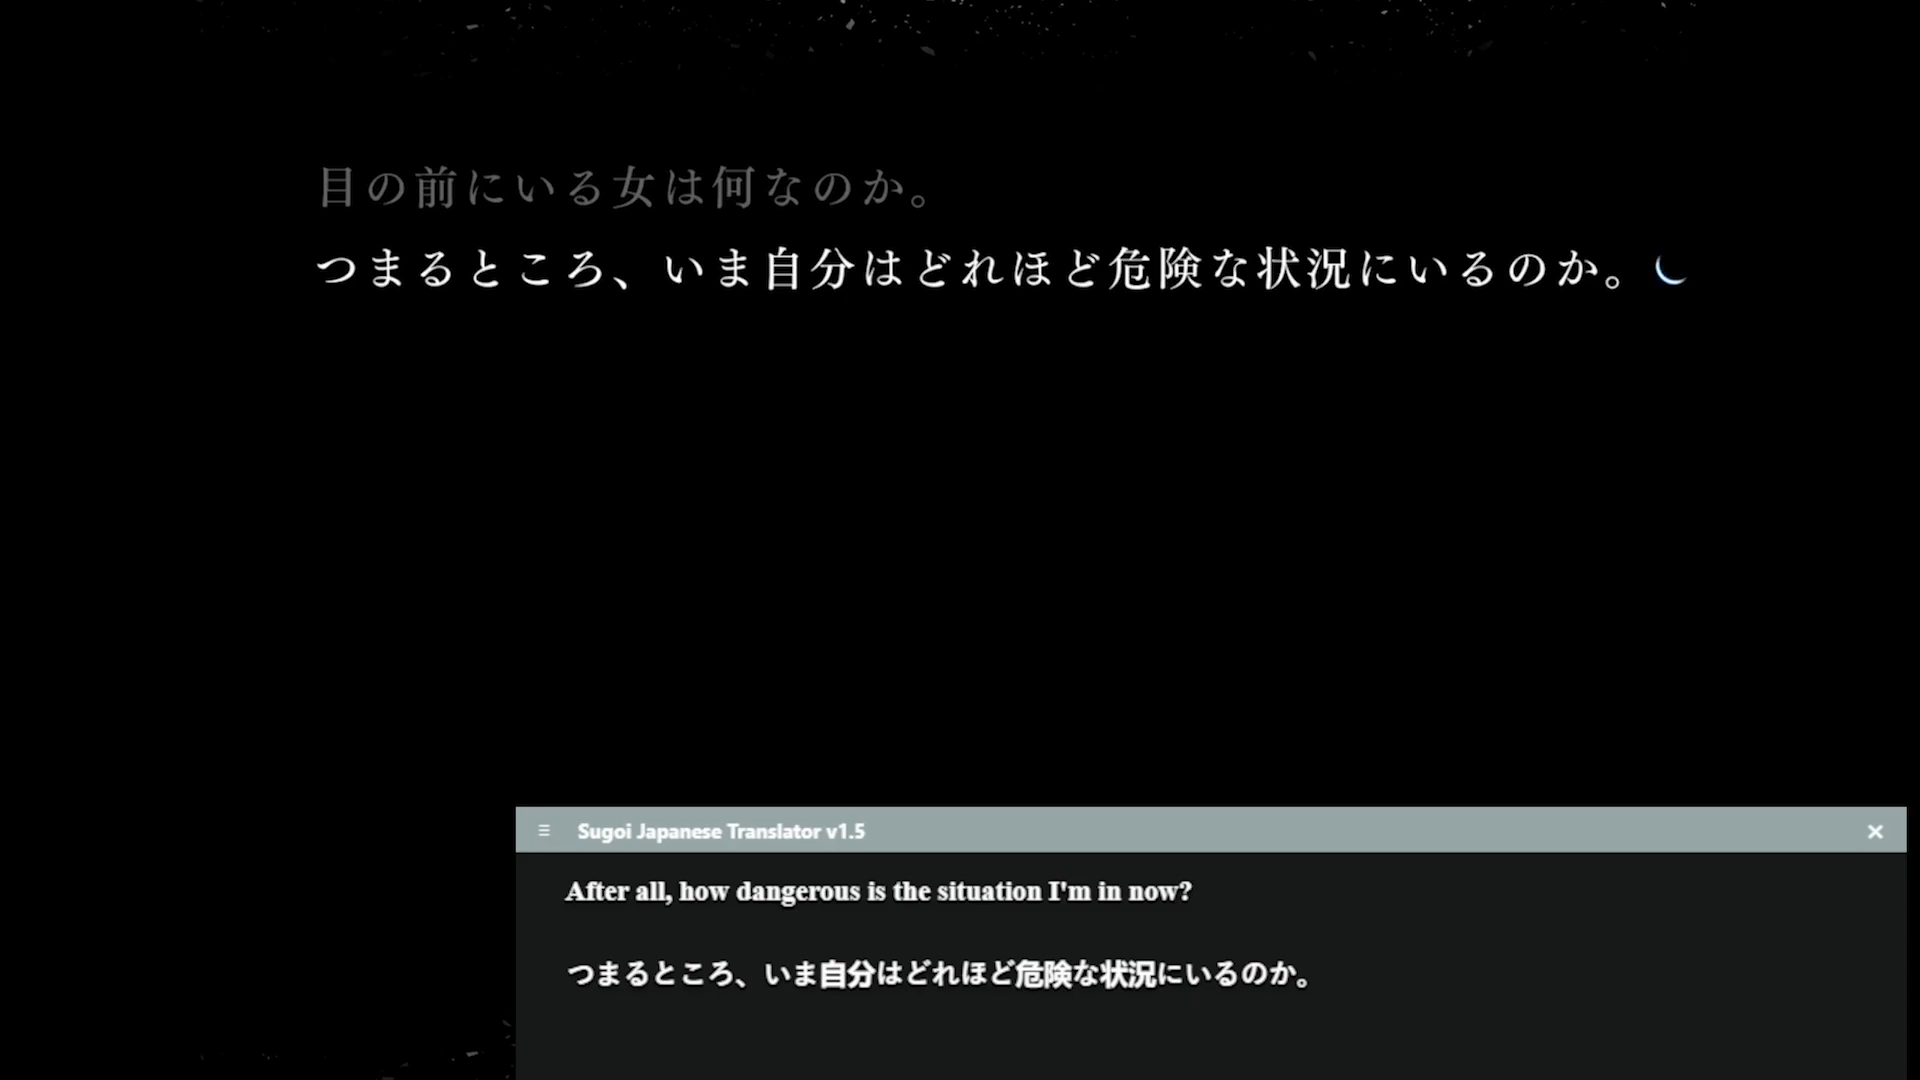 目の前にいる女は何なのか。
つまるところ、いま自分はどれほど危険な状況にいるのか。
Sugoi Japanese Translator v1.5
After all, how dangerous is the situation I'm in now?
つまるところ、いま自分はどれほど危険な状況にいるのか。